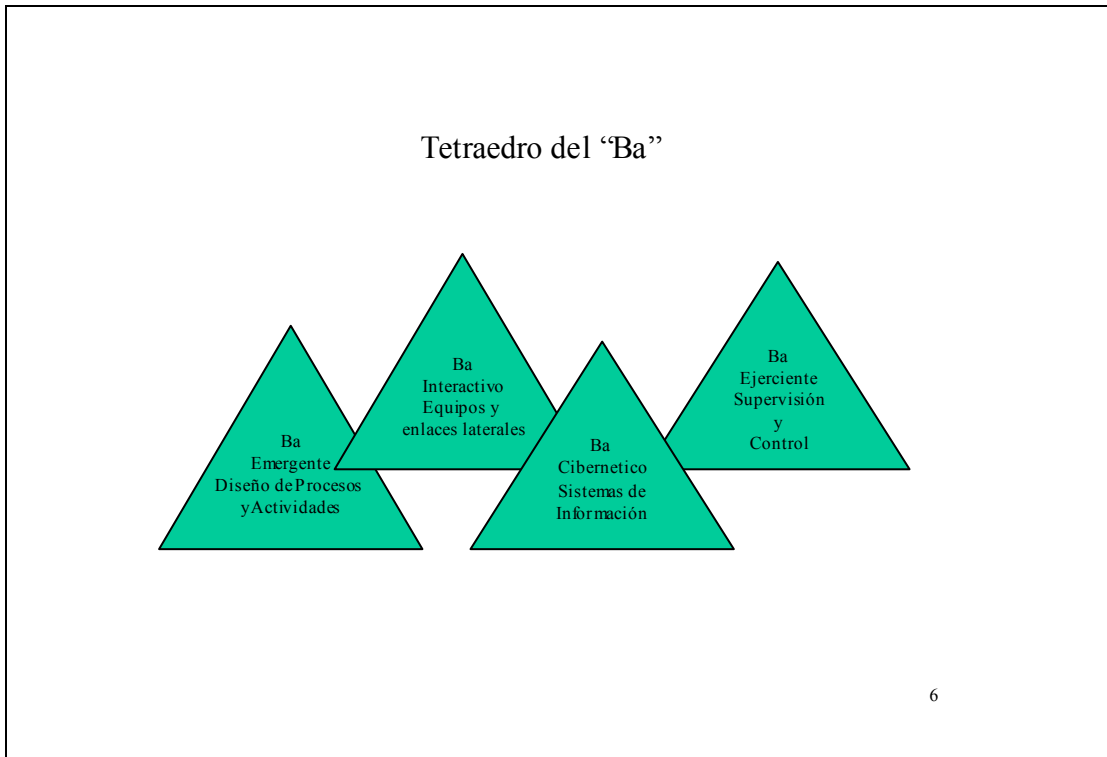 Tetraedro del “Ba”
Ba
Emergente
Diseño de Procesos
y Actividades
Ba
Interactivo
Equipos y
enlaces laterales
Ba
Cibernetico
Sistemas de
Información
Ba
Ejerciente
Supervisión
y
Control
6